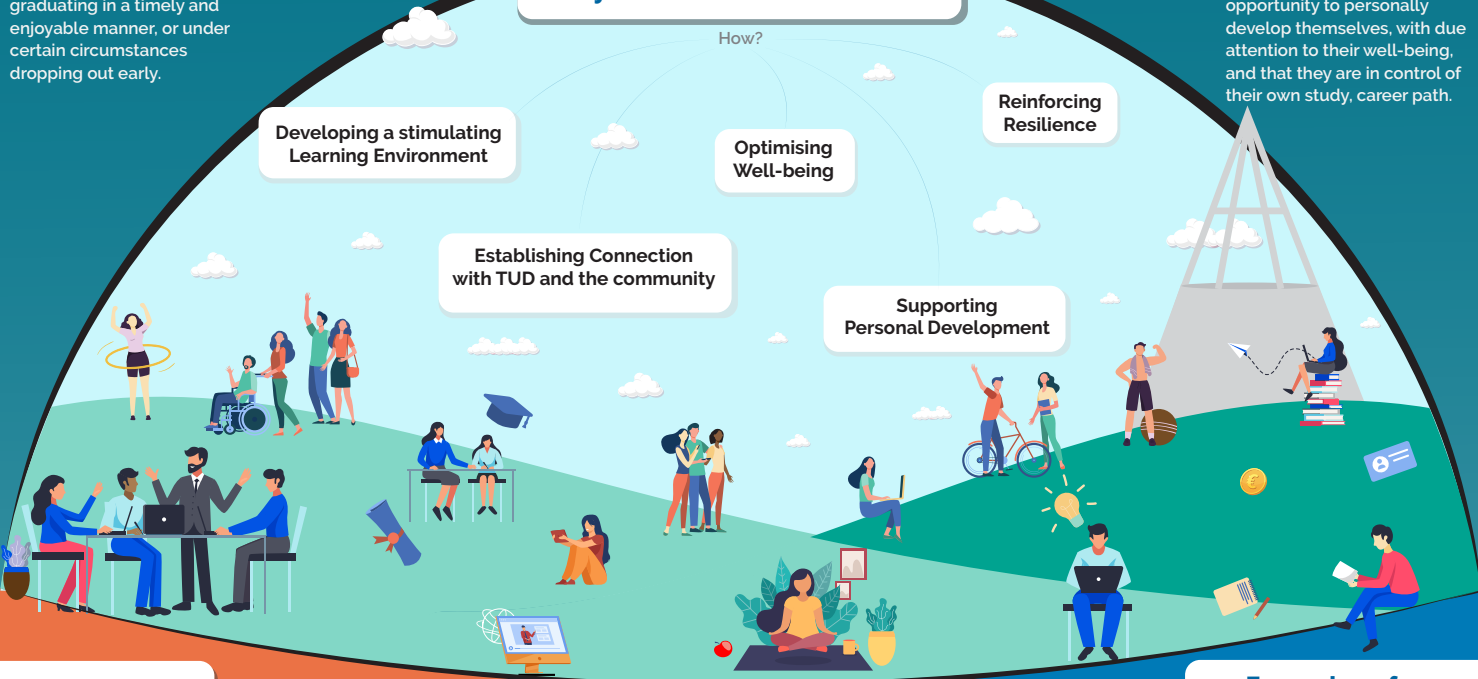 graduating in a timely and
enjoyable manner, or under
certain circumstances
dropping out early.
How?
opportunity to personally
develop themselves, with due
attention to their well-being,
and that they are in control of
their own study, career path.
Developing a stimulating
Learning Environment
Optimising
Well-being
Reinforcing
Resilience
Establishing Connection
with TUD and the community
Supporting
Personal Development